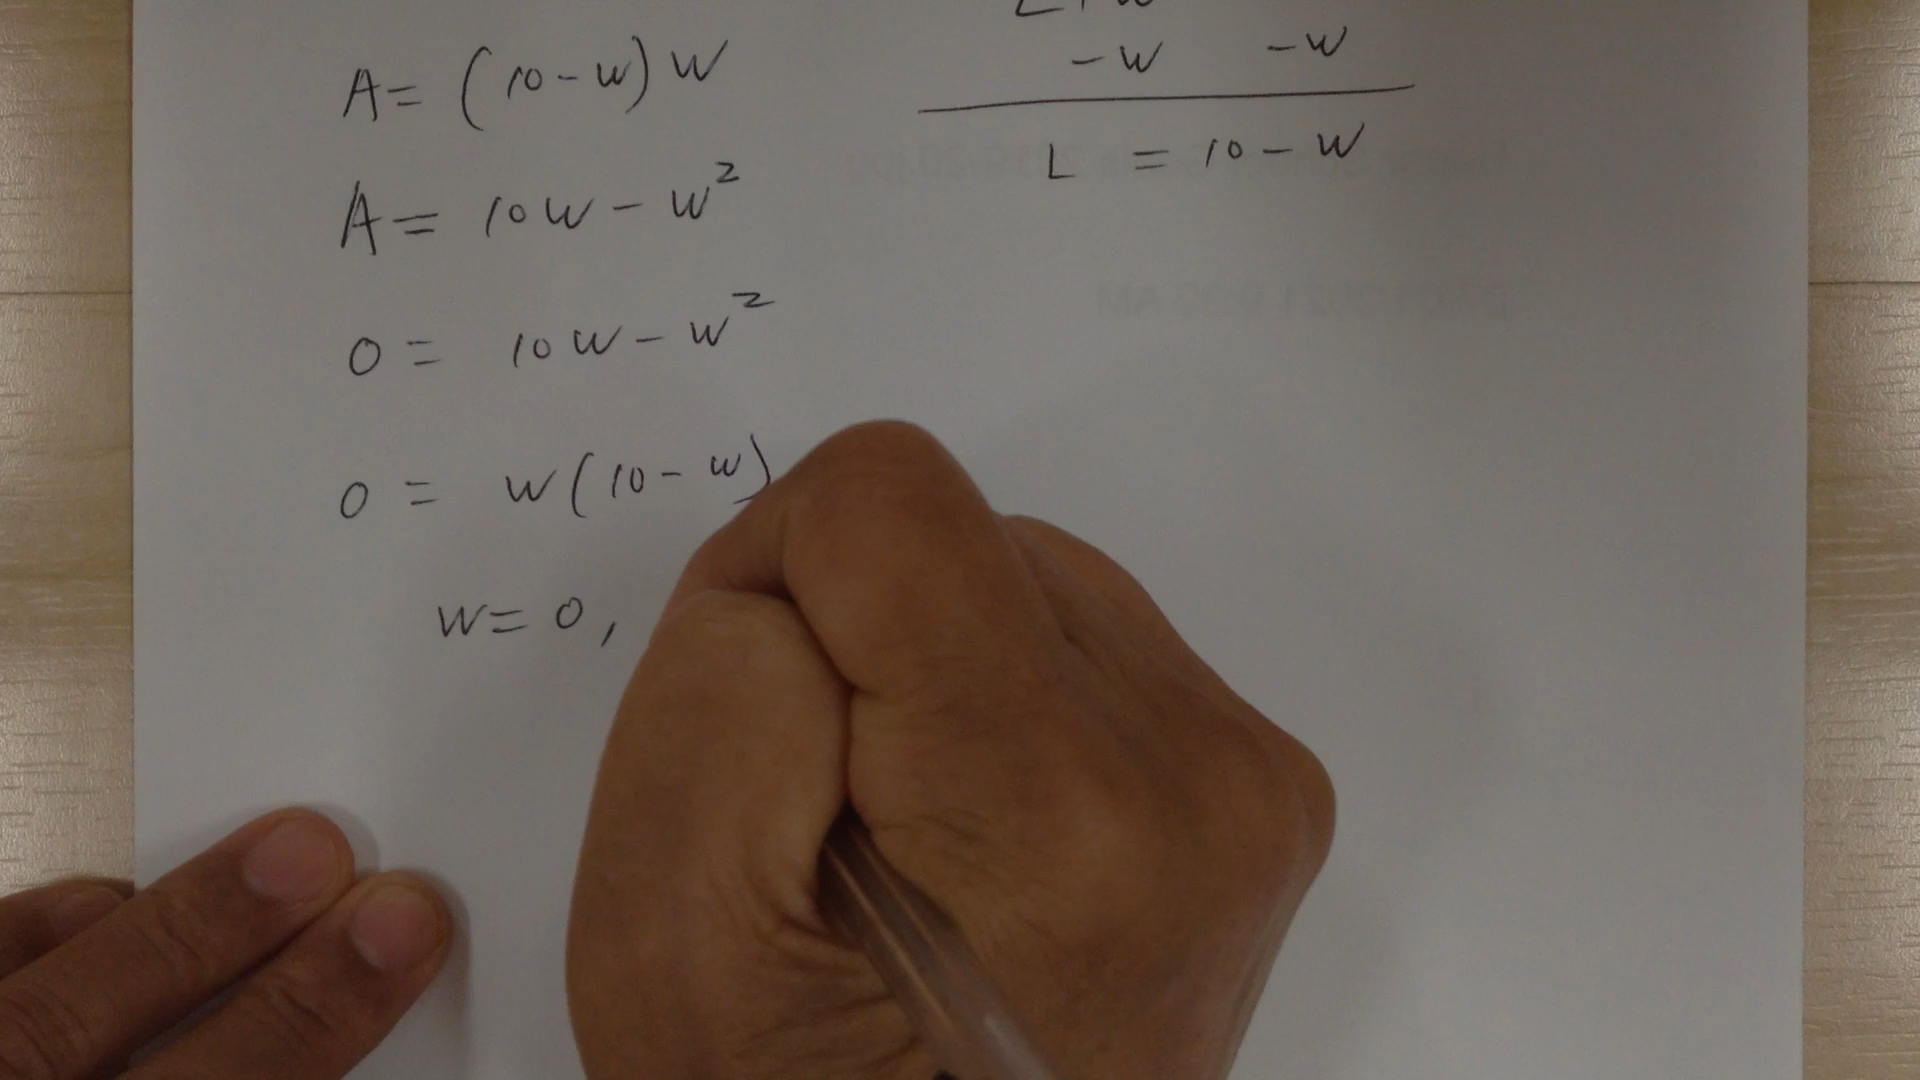 A = (10 - w) w
A = 10w - w²
0 = 10w - w²
0 = w(10 - w)
w = 0,
-w -w
L = 10 - w